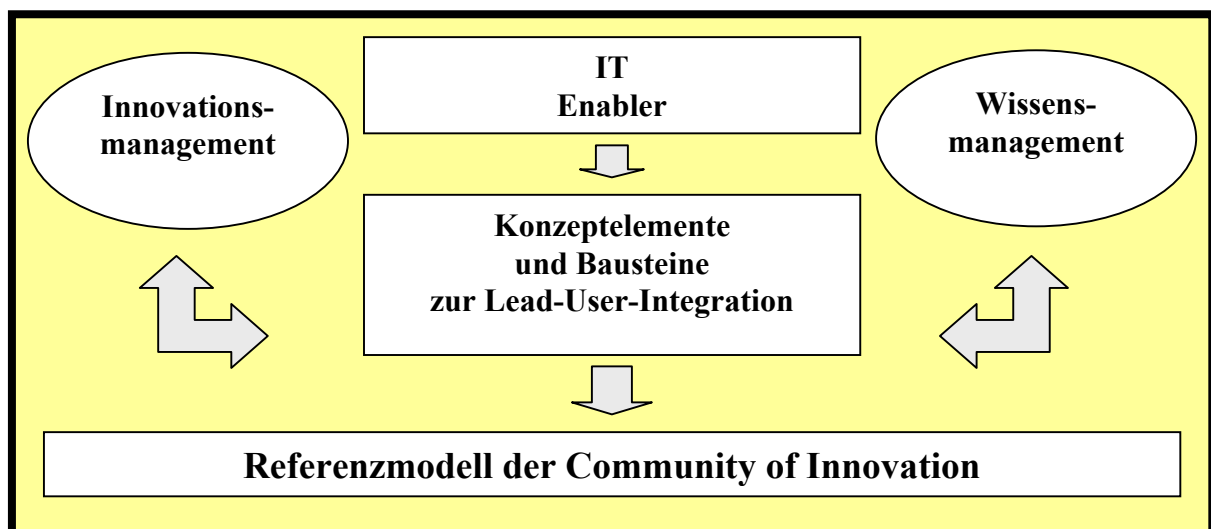 Innovations-
management
IT
Enabler
Wissens-
management
Konzeptelemente
und Bausteine
zur Lead-User-Integration
Referenzmodell der Community of Innovation